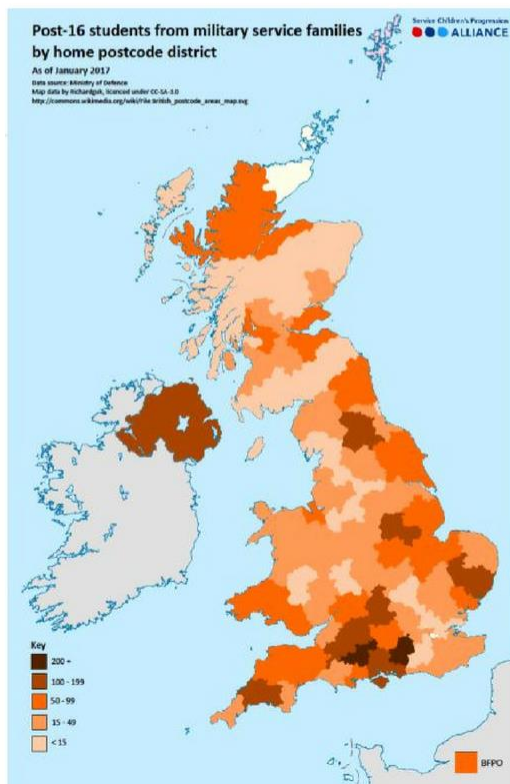 Post-16 students from military service families
by home postcode district
As of January 2017
Data source: Ministry of Defence
Map data by Richardguk, licenced under CC-SA-3.0
http://commons.wikimedia.org/wiki/File:British_postcode_areas_map.svg
Service Children's Progression
ALLIANCE
Key
200 +
100 - 199
50 - 99
15 - 49
< 15
BFPO